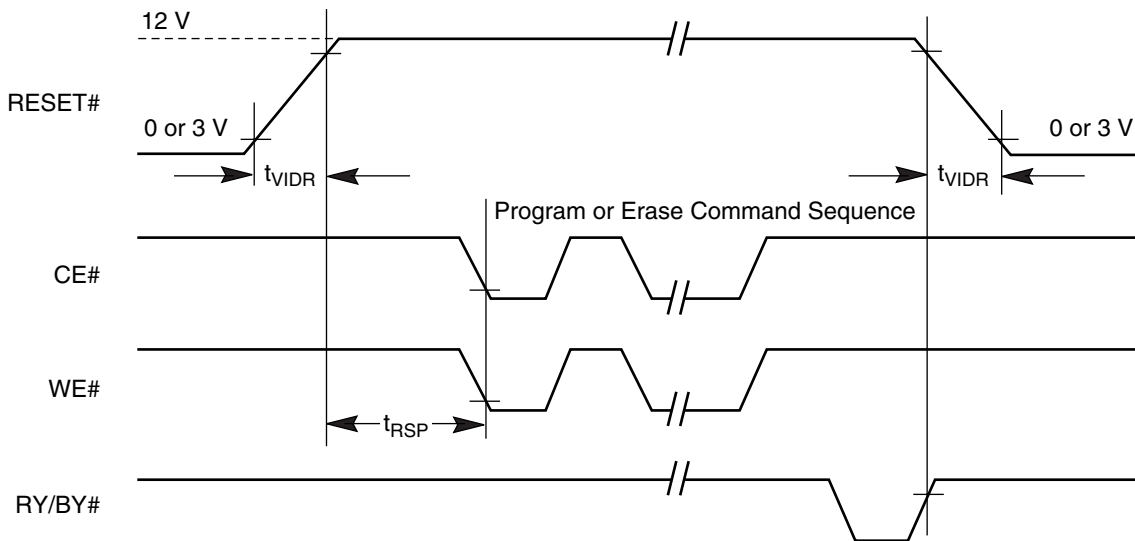 12 V
RESET#
0 or 3 V
0 or 3 V
tVIDR
tVIDR
Program or Erase Command Sequence
CE#
WE#
tRSP
RY/BY#